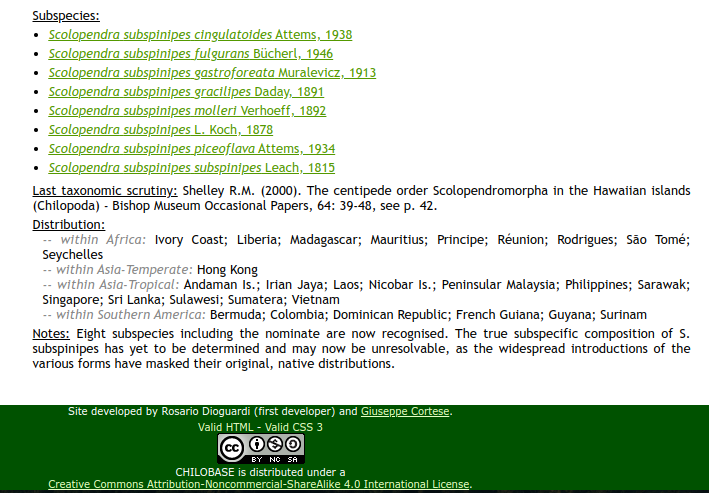 Subspecies:
• Scolopendra subspinipes cingulatoides Attems, 1938
• Scolopendra subspinipes fulgurans Bücherl, 1946
• Scolopendra subspinipes gastroforeata Muralevicz, 1913
• Scolopendra subspinipes gracilipes Daday, 1891
• Scolopendra subspinipes molleri Verhoeff, 1892
• Scolopendra subspinipes L. Koch, 1878
• Scolopendra subspinipes piceoflava Attems, 1934
• Scolopendra subspinipes subspinipes Leach, 1815
Last taxonomic scrutiny: Shelley R.M. (2000). The centipede order Scolopendromorpha in the Hawaiian islands
(Chilopoda) - Bishop Museum Occasional Papers, 64: 39-48, see p. 42.
Distribution:
-- within Africa: Ivory Coast; Liberia; Madagascar; Mauritius; Principe; Réunion; Rodrigues; São Tomé;
Seychelles
-- within Asia-Temperate: Hong Kong
-- within Asia-Tropical: Andaman Is.; Irian Jaya; Laos; Nicobar Is.; Peninsular Malaysia; Philippines; Sarawak;
Singapore; Sri Lanka; Sulawesi; Sumatera; Vietnam
-- within Southern America: Bermuda; Colombia; Dominican Republic; French Guiana; Guyana; Surinam
Notes: Eight subspecies including the nominate are now recognised. The true subspecific composition of S.
subspinipes has yet to be determined and may now be unresolvable, as the widespread introductions of the
various forms have masked their original, native distributions.
Site developed by Rosario Dioguardi (first developer) and Giuseppe Cortese.
Valid HTML - Valid CSS 3
cc BY NC SA
CHILOBASE is distributed under a
Creative Commons Attribution-Noncommercial-ShareAlike 4.0 International License.